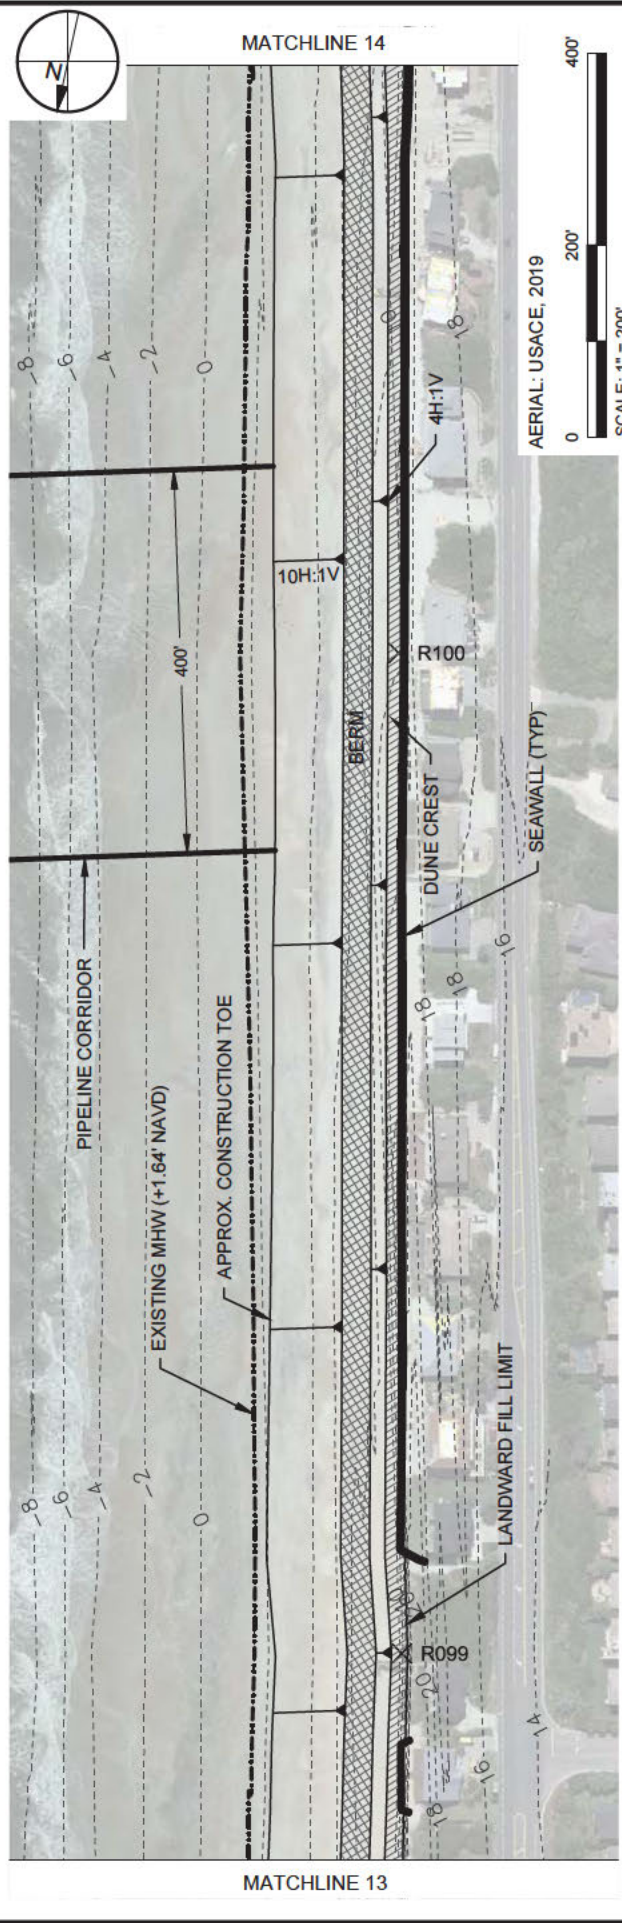 MATCHLINE 14
N
400'
200'
0
AERIAL: USACE, 2019
-8
-6
-4
-2
0
18
4H:1V
10H:1V
400'
R100
BERM
DUNE CREST
SEAWALL (TYP)
PIPELINE CORRIDOR
16
18
18
APPROX. CONSTRUCTION TOE
EXISTING MHW (+1.64' NAVD)
LANDWARD FILL LIMIT
-8
-6
-4
-2
0
R099
20
14
16
18
MATCHLINE 13